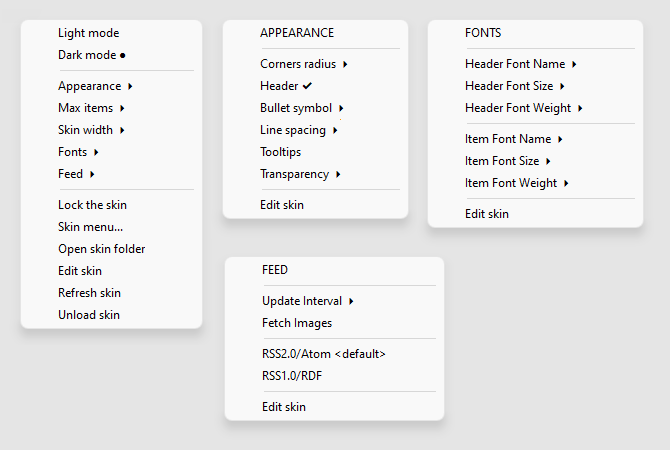 Light mode
Dark mode ●
Appearance
Max items
Skin width
Fonts
Feed
Lock the skin
Skin menu...
Open skin folder
Edit skin
Refresh skin
Unload skin
APPEARANCE
Corners radius
Header ✔
Bullet symbol
Line spacing
Tooltips
Transparency
Edit skin
FONTS
Header Font Name
Header Font Size
Header Font Weight
Item Font Name
Item Font Size
Item Font Weight
Edit skin
FEED
Update Interval
Fetch Images
RSS2.0/Atom <default>
RSS1.0/RDF
Edit skin